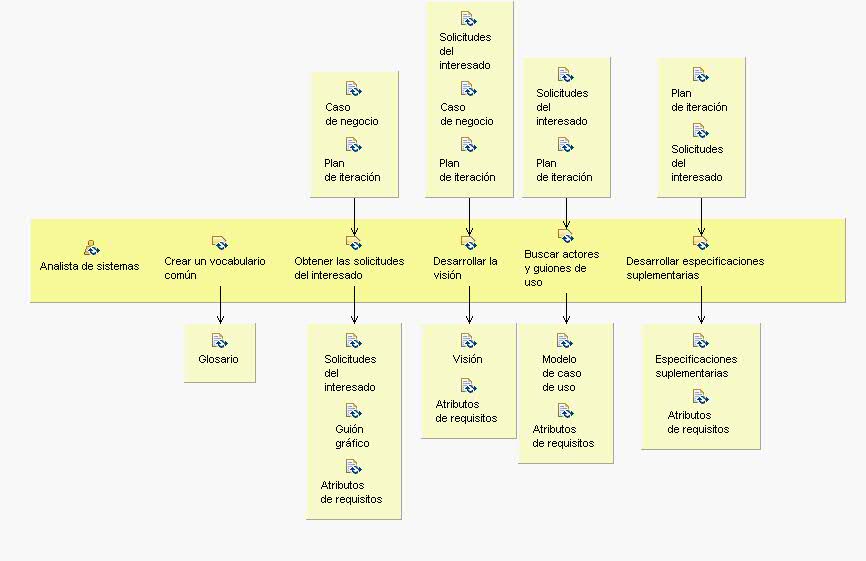 Solicitudes
del
interesado
Caso
de negocio
Plan
de iteración
Caso
de negocio
Plan
de iteración
Solicitudes
del
interesado
Plan
de iteración
Plan
de iteración
Solicitudes
del
interesado
Analista de sistemas
Crear un vocabulario
común
Obtener las solicitudes
del interesado
Desarrollar la
visión
Buscar actores
y guiones de
uso
Desarrollar especificaciones
suplementarias
Glosario
Solicitudes
del
interesado
Guión
gráfico
Atributos
de requisitos
Visión
Atributos
de requisitos
Modelo
de caso
de uso
Atributos
de requisitos
Especificaciones
suplementarias
Atributos
de requisitos